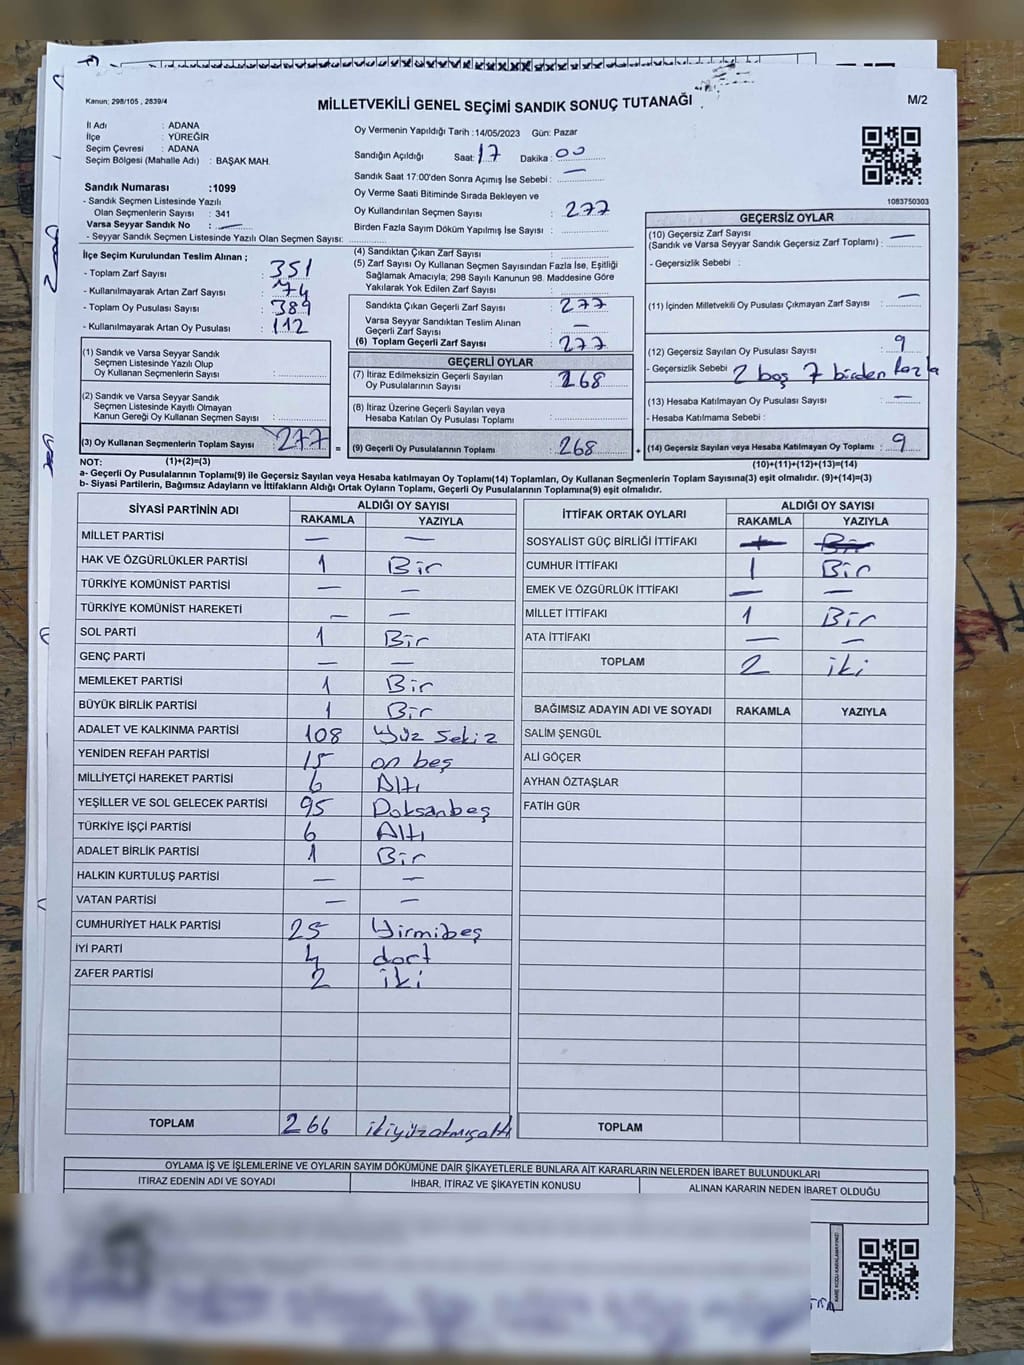 Kanun; 298/105 , 2839/4
MİLLETVEKİLİ GENEL SEÇİMİ SANDIK SONUÇ TUTANAĞI
M/2
İl Adı : ADANA
İlçe : YÜREĞİR
Seçim Çevresi : ADANA
Seçim Bölgesi (Mahalle Adı) : BAŞAK MAH.
Sandık Numarası :1099
- Sandık Seçmen Listesinde Yazılı
Olan Seçmenlerin Sayısı : 341
Varsa Seyyar Sandık No : —
- Seyyar Sandık Seçmen Listesinde Yazılı Olan Seçmen Sayısı:
Oy Vermenin Yapıldığı Tarih :14/05/2023 Gün: Pazar
Sandığın Açıldığı Saat: 17 Dakika : 00
Sandık Saat 17:00'den Sonra Açımış İse Sebebi : —
Oy Verme Saati Bitiminde Sırada Bekleyen ve
Oy Kullandırılan Seçmen Sayısı : 277
Birden Fazla Sayım Döküm Yapılmış İse Sayısı :
1083750303
İlçe Seçim Kurulundan Teslim Alınan ;
- Toplam Zarf Sayısı : 351
- Kullanılmayarak Artan Zarf Sayısı : 74
- Toplam Oy Pusulası Sayısı : 389
- Kullanılmayarak Artan Oy Pusulası : 112
(1) Sandık ve Varsa Seyyar Sandık
Seçmen Listesinde Yazılı Olup
Oy Kullanan Seçmenlerin Sayısı :
(2) Sandık ve Varsa Seyyar Sandık
Seçmen Listesinde Kayıtlı Olmayan
Kanun Gereği Oy Kullanan Seçmen Sayısı :
(3) Oy Kullanan Seçmenlerin Toplam Sayısı 277 =
(4) Sandıktan Çıkan Zarf Sayısı :
(5) Zarf Sayısı Oy Kullanan Seçmen Sayısından Fazla İse, Eşitliği
Sağlamak Amacıyla; 298 Sayılı Kanunun 98. Maddesine Göre
Yakılarak Yok Edilen Zarf Sayısı :
Sandıkta Çıkan Geçerli Zarf Sayısı : 277
Varsa Seyyar Sandıktan Teslim Alınan
Geçerli Zarf Sayısı : —
(6) Toplam Geçerli Zarf Sayısı : 277
GEÇERLİ OYLAR
(7) İtiraz Edilmeksizin Geçerli Sayılan
Oy Pusulalarının Sayısı : 268
(8) İtiraz Üzerine Geçerli Sayılan veya
Hesaba Katılan Oy Pusulası Toplamı :
(9) Geçerli Oy Pusulalarının Toplamı : 268 +
GEÇERSİZ OYLAR
(10) Geçersiz Zarf Sayısı
(Sandık ve Varsa Seyyar Sandık Geçersiz Zarf Toplamı) : —
- Geçersizlik Sebebi :
(11) İçinden Milletvekili Oy Pusulası Çıkmayan Zarf Sayısı : —
(12) Geçersiz Sayılan Oy Pusulası Sayısı : 9
- Geçersizlik Sebebi : 2 boş 7 birden fazla
(13) Hesaba Katılmayan Oy Pusulası Sayısı : —
- Hesaba Katılmama Sebebi :
(14) Geçersiz Sayılan veya Hesaba Katılmayan Oy Toplamı : 9
NOT: (1)+(2)=(3)
(10)+(11)+(12)+(13)=(14)
a- Geçerli Oy Pusulalarının Toplamı(9) ile Geçersiz Sayılan veya Hesaba katılmayan Oy Toplamı(14) Toplamları, Oy Kullanan Seçmenlerin Toplam Sayısına(3) eşit olmalıdır. (9)+(14)=(3)
b- Siyasi Partilerin, Bağımsız Adayların ve İttifakların Aldığı Ortak Oyların Toplamı, Geçerli Oy Pusulalarının Toplamına(9) eşit olmalıdır.
SİYASİ PARTİNİN ADI ALDIĞI OY SAYISI
RAKAMLA YAZIYLA
MİLLET PARTİSİ — —
HAK VE ÖZGÜRLÜKLER PARTİSİ 1 Bir
TÜRKİYE KOMÜNİST PARTİSİ — —
TÜRKİYE KOMÜNİST HAREKETİ — —
SOL PARTİ 1 Bir
GENÇ PARTİ — —
MEMLEKET PARTİSİ 1 Bir
BÜYÜK BİRLİK PARTİSİ 1 Bir
ADALET VE KALKINMA PARTİSİ 108 Yüz Sekiz
YENİDEN REFAH PARTİSİ 15 on beş
MİLLİYETÇİ HAREKET PARTİSİ 6 Altı
YEŞİLLER VE SOL GELECEK PARTİSİ 95 Doksanbeş
TÜRKİYE İŞÇİ PARTİSİ 6 Altı
ADALET BİRLİK PARTİSİ 1 Bir
HALKIN KURTULUŞ PARTİSİ — —
VATAN PARTİSİ — —
CUMHURİYET HALK PARTİSİ 25 Yirmibeş
İYİ PARTİ 4 dört
ZAFER PARTİSİ 2 iki
TOPLAM 266 ikiyüzatmışaltı
İTTİFAK ORTAK OYLARI ALDIĞI OY SAYISI
RAKAMLA YAZIYLA
SOSYALİST GÜÇ BİRLİĞİ İTTİFAKI 1 Bir
CUMHUR İTTİFAKI 1 Bir
EMEK VE ÖZGÜRLÜK İTTİFAKI — —
MİLLET İTTİFAKI 1 Bir
ATA İTTİFAKI — —
TOPLAM 2 iki
BAĞIMSIZ ADAYIN ADI VE SOYADI RAKAMLA YAZIYLA
SALİM ŞENGÜL
ALİ GÖÇER
AYHAN ÖZTAŞLAR
FATİH GÜR
TOPLAM
OYLAMA İŞ VE İŞLEMLERİNE VE OYLARIN SAYIM DÖKÜMÜNE DAİR ŞİKAYETLERLE BUNLARA AİT KARARLARIN NELERDEN İBARET BULUNDUKLARI
İTİRAZ EDENİN ADI VE SOYADI İHBAR, İTİRAZ VE ŞİKAYETİN KONUSU ALINAN KARARIN NEDEN İBARET OLDUĞU
KARE KODU KARALAMAYINIZ!